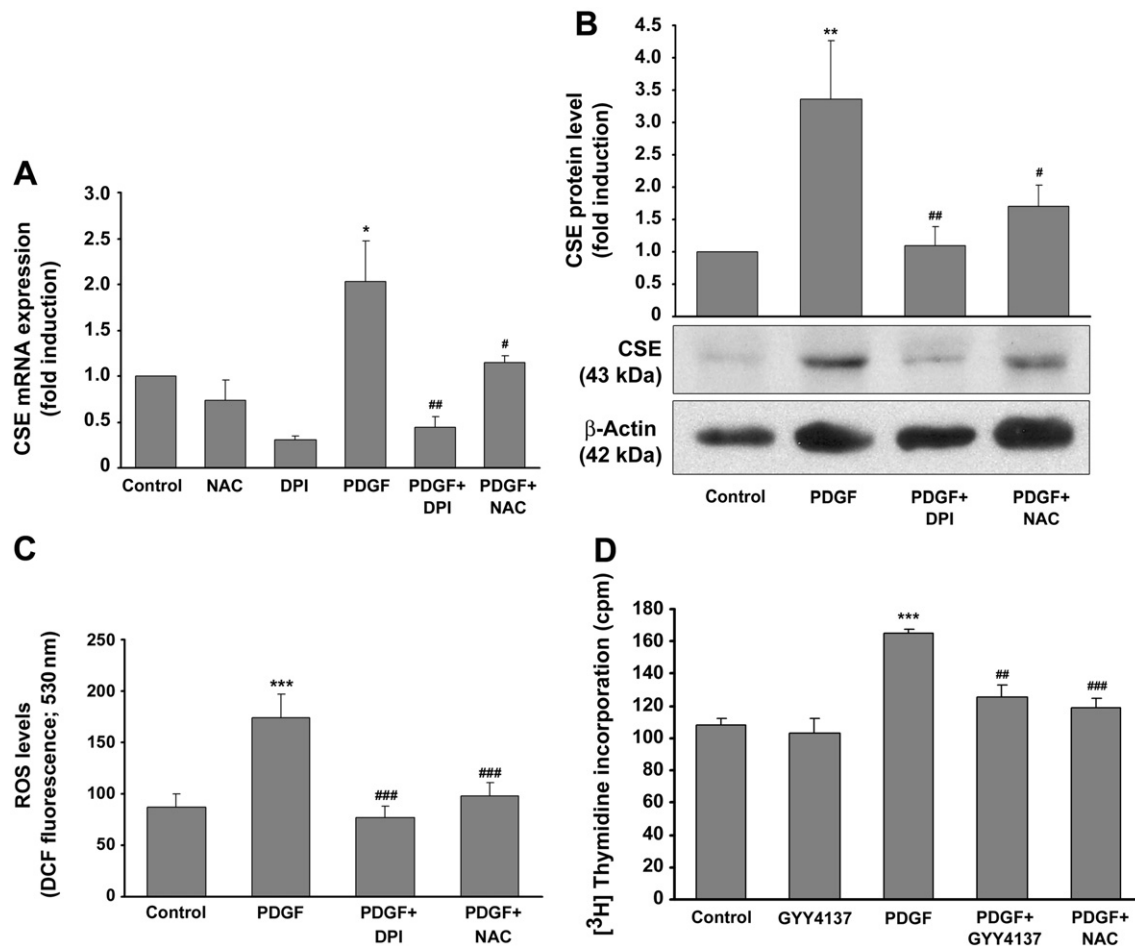 A
CSE mRNA expression
(fold induction)
3.0
2.5
2.0
1.5
1.0
0.5
0.0
*
##
#
Control NAC DPI PDGF PDGF+ PDGF+
DPI NAC
B
CSE protein level
(fold induction)
4.5
4.0
3.5
3.0
2.5
2.0
1.5
1.0
0.5
0
**
##
#
CSE
(43 kDa)
β-Actin
(42 kDa)
Control PDGF PDGF+ PDGF+
DPI NAC
C
ROS levels
(DCF fluorescence; 530 nm)
250
200
150
100
50
0
***
###
###
Control PDGF PDGF+ PDGF+
DPI NAC
D
[³H] Thymidine incorporation (cpm)
180
160
140
120
100
80
60
40
20
0
***
##
###
Control GYY4137 PDGF PDGF+ PDGF+
GYY4137 NAC